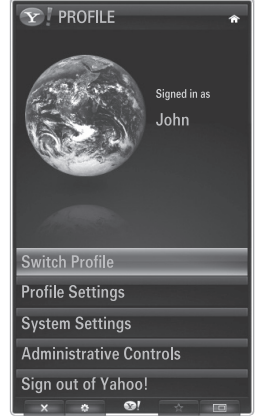 Y! PROFILE
Signed in as
John
Switch Profile
Profile Settings
System Settings
Administrative Controls
Sign out of Yahoo!
Y!